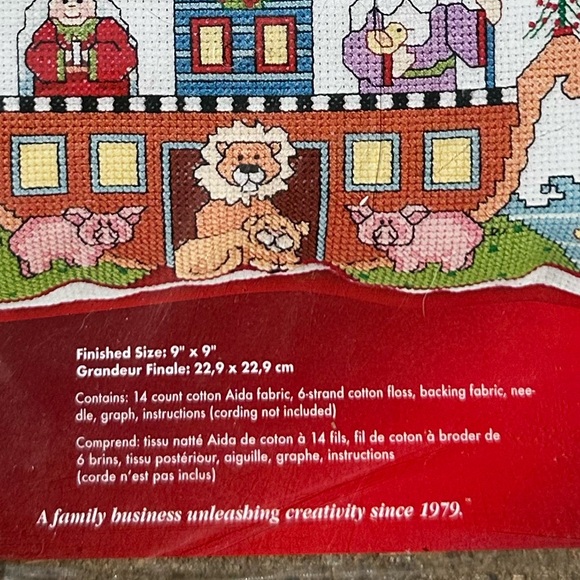 Finished Size: 9" x 9"
Grandeur Finale: 22,9 x 22,9 cm
Contains: 14 count cotton Aida fabric, 6-strand cotton floss, backing fabric, nee-
dle, graph, instructions (cording not included)
Comprend: tissu natté Aida de coton à 14 fils, fil de coton à broder de
6 brins, tissu postériour, aiguille, graphe, instructions
(corde n'est pas inclus)
A family business unleashing creativity since 1979.™